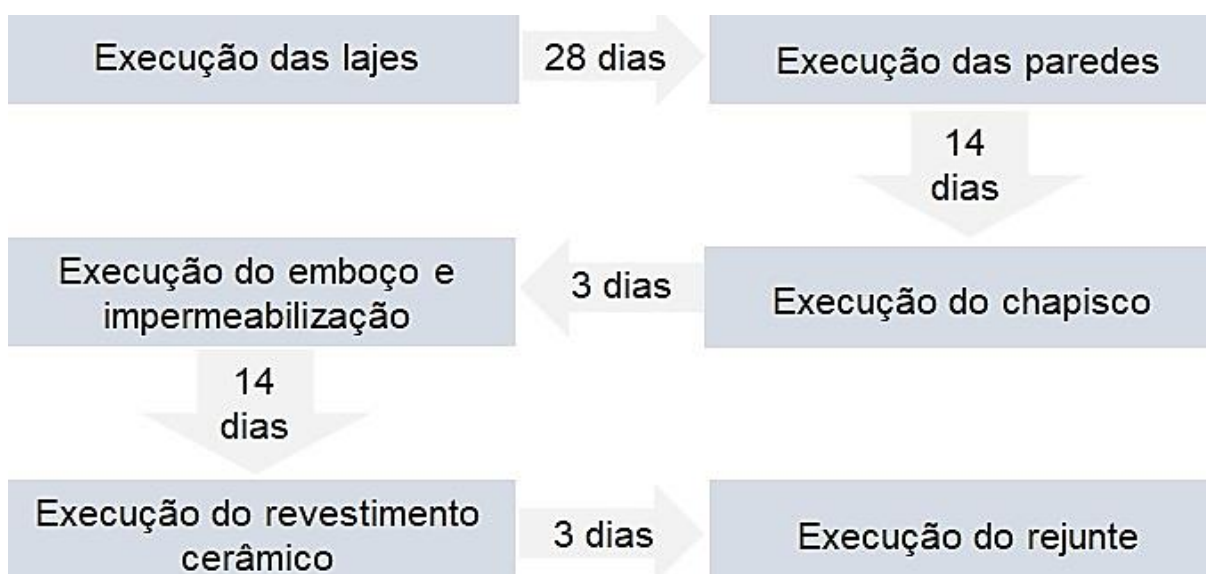 Execução das lajes
28 dias
Execução das paredes
14
dias
Execução do chapisco
3 dias
Execução do emboço e
impermeabilização
14
dias
Execução do revestimento
cerâmico
3 dias
Execução do rejunte